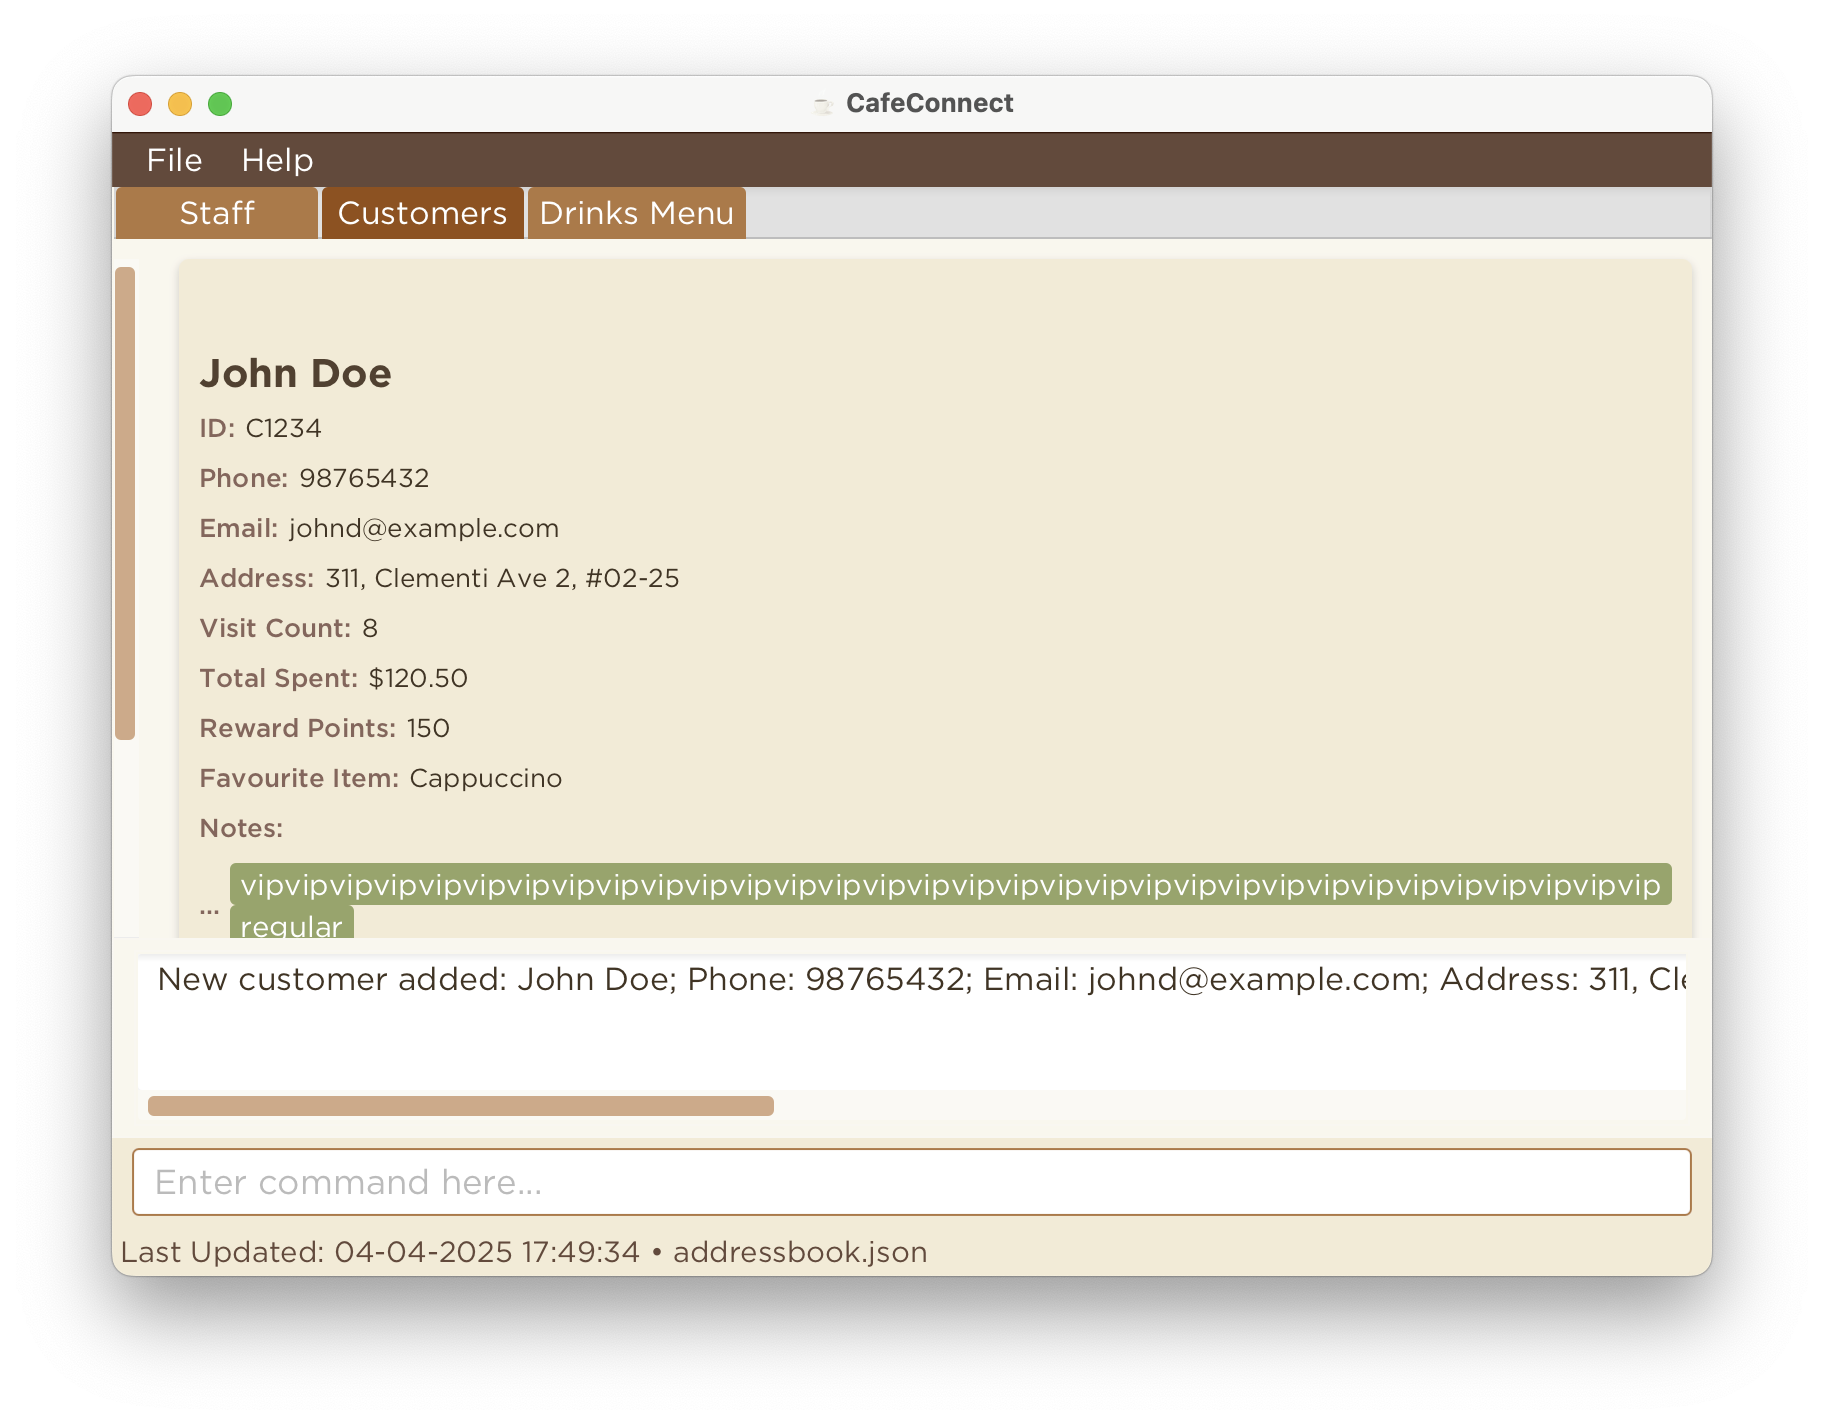 CafeConnect
File Help
Staff Customers Drinks Menu
John Doe
ID: C1234
Phone: 98765432
Email: johnd@example.com
Address: 311, Clementi Ave 2, #02-25
Visit Count: 8
Total Spent: $120.50
Reward Points: 150
Favourite Item: Cappuccino
Notes:
... vipvipvipvipvipvipvipvipvipvipvipvipvipvipvipvipvipvipvipvipvipvipvipvipvipvipvipvipvipvipvipvip
regular
New customer added: John Doe; Phone: 98765432; Email: johnd@example.com; Address: 311, Cle
Enter command here...
Last Updated: 04-04-2025 17:49:34 • addressbook.json